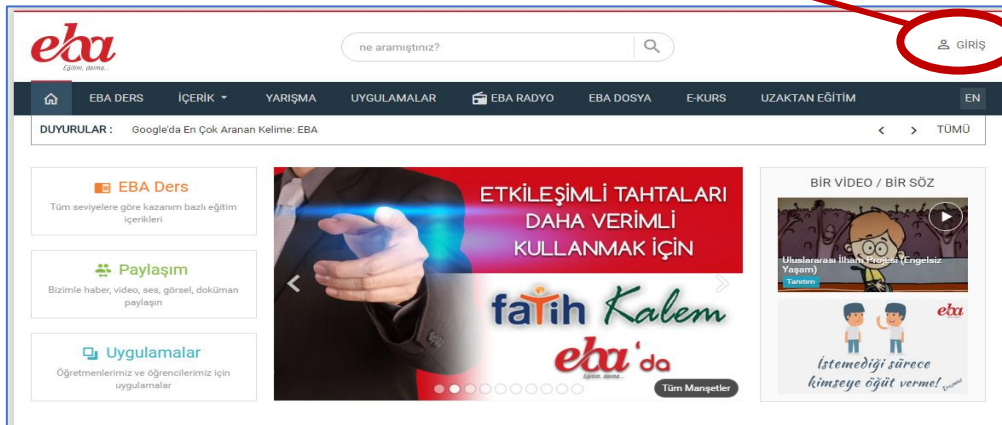 eba
Eğitim, daima...
ne aramıştınız?
GİRİŞ
EBA DERS İÇERİK YARIŞMA UYGULAMALAR EBA RADYO EBA DOSYA E-KURS UZAKTAN EĞİTİM EN
DUYURULAR : Google'da En Çok Aranan Kelime: EBA < > TÜMÜ
EBA Ders
Tüm seviyelere göre kazanım bazlı eğitim
içerikleri
Paylaşım
Bizimle haber, video, ses, görsel, doküman
paylaşın
Uygulamalar
Öğretmenlerimiz ve öğrencilerimiz için
uygulamalar
ETKİLEŞİMLİ TAHTALARI
DAHA VERİMLİ
KULLANMAK İÇİN
fatih Kalem
eba'da
Eğitim, daima...
Tüm Manşetler
BİR VİDEO / BİR SÖZ
Uluslararası İlham Projesi (Engelsiz
Yaşam)
Tanıtım
eba
İstemediği sürece
kimseye öğüt verme!